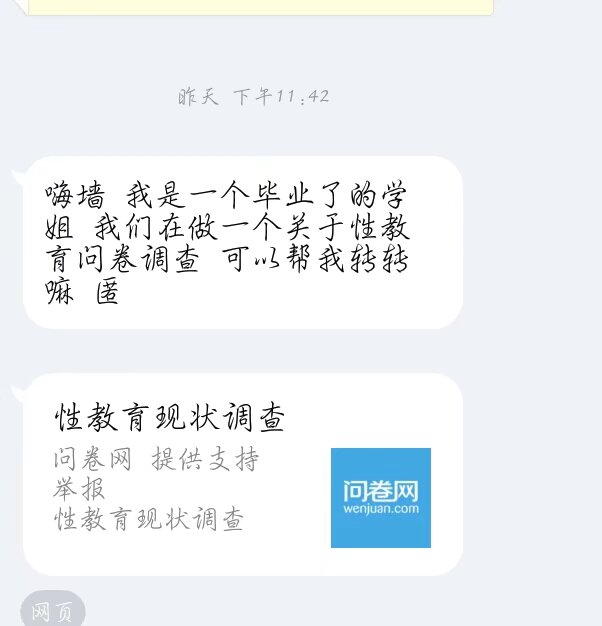 昨天 下午11:42
嗨墙 我是一个毕业了的学
姐 我们在做一个关于性教
育问卷调查 可以帮我转转
嘛 匿
性教育现状调查
问卷网 提供支持
举报
性教育现状调查
问卷网
wenjuan.com
网页